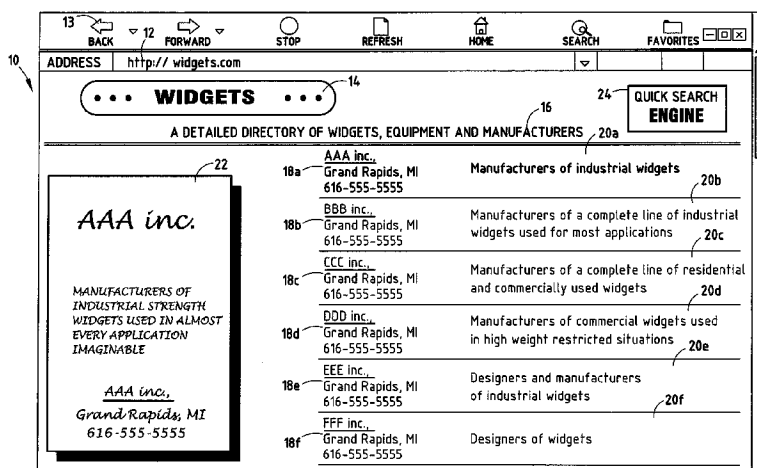 13
12
BACK FORWARD STOP REFRESH HOME SEARCH FAVORITES
10
ADDRESS http:// widgets.com
14
• • • WIDGETS • • •
24
QUICK SEARCH
ENGINE
16
A DETAILED DIRECTORY OF WIDGETS, EQUIPMENT AND MANUFACTURERS
20a
22
AAA inc.
MANUFACTURERS OF
INDUSTRIAL STRENGTH
WIDGETS USED IN ALMOST
EVERY APPLICATION
IMAGINABLE
AAA inc.,
Grand Rapids, MI
616-555-5555
18a
AAA inc.,
Grand Rapids, MI
616-555-5555
Manufacturers of industrial widgets
20b
18b
BBB inc.,
Grand Rapids, MI
616-555-5555
Manufacturers of a complete line of industrial
widgets used for most applications
20c
18c
CCC inc.,
Grand Rapids, MI
616-555-5555
Manufacturers of a complete line of residential
and commercially used widgets
20d
18d
DDD inc.,
Grand Rapids, MI
616-555-5555
Manufacturers of commercial widgets used
in high weight restricted situations
20e
18e
EEE inc.,
Grand Rapids, MI
616-555-5555
Designers and manufacturers
of industrial widgets
20f
18f
FFF inc.,
Grand Rapids, MI
616-555-5555
Designers of widgets